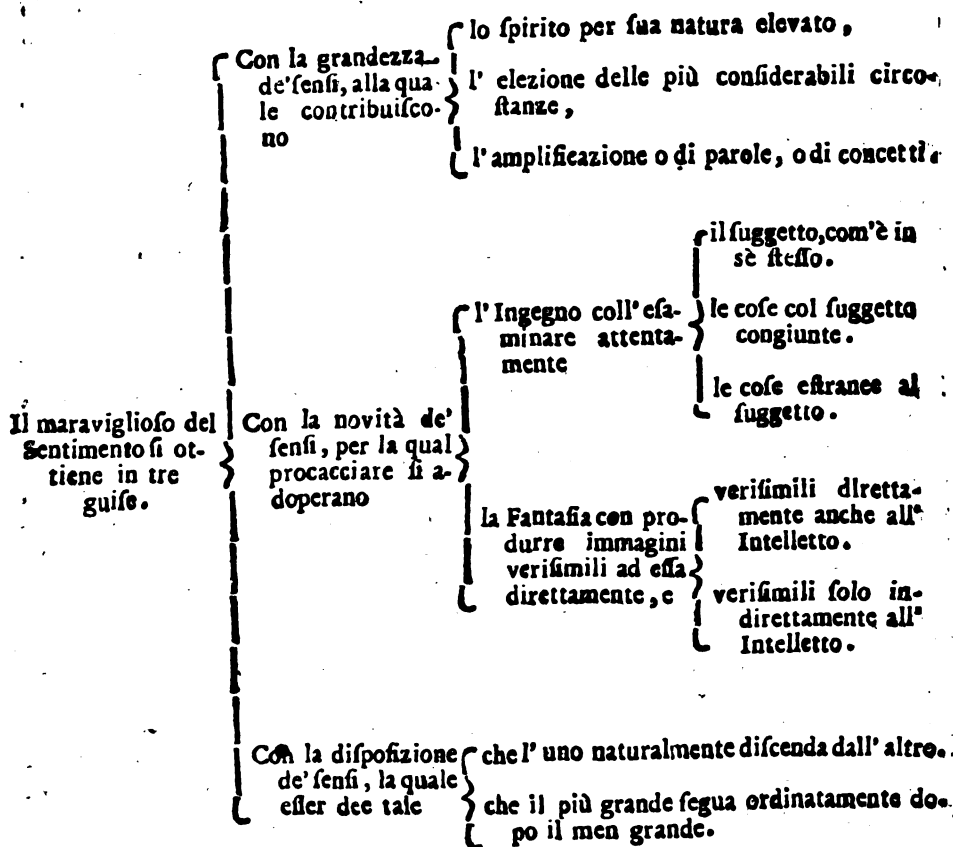 Il maraviglioſo del
Sentimento ſi ot-
tiene in tre
guiſe.
Con la grandezza
de'ſenſi, alla qua-
le contribuiſco-
no
lo ſpirito per ſua natura elevato,
l' elezione delle più conſiderabili circo-
ſtanze,
l'amplificazione o di parole, o di concetti.
Con la novità de'
ſenſi, per la qual
procacciare ſi a-
doperano
l'Ingegno coll' eſa-
minare attenta-
mente
il ſuggetto, com'è in
sè ſteſſo.
le coſe col ſuggetto
congiunte.
le coſe eſtranee al
ſuggetto.
la Fantaſia con pro-
durre immagini
veriſimili ad eſſa
direttamente, e
veriſimili diretta-
mente anche all'
Intelletto.
veriſimili ſolo in-
direttamente all'
Intelletto.
Con la diſpoſizione
de' ſenſi, la quale
eſſer dee tale
che l' uno naturalmente diſcenda dall' altro.
che il più grande ſegua ordinatamente do-
po il men grande.